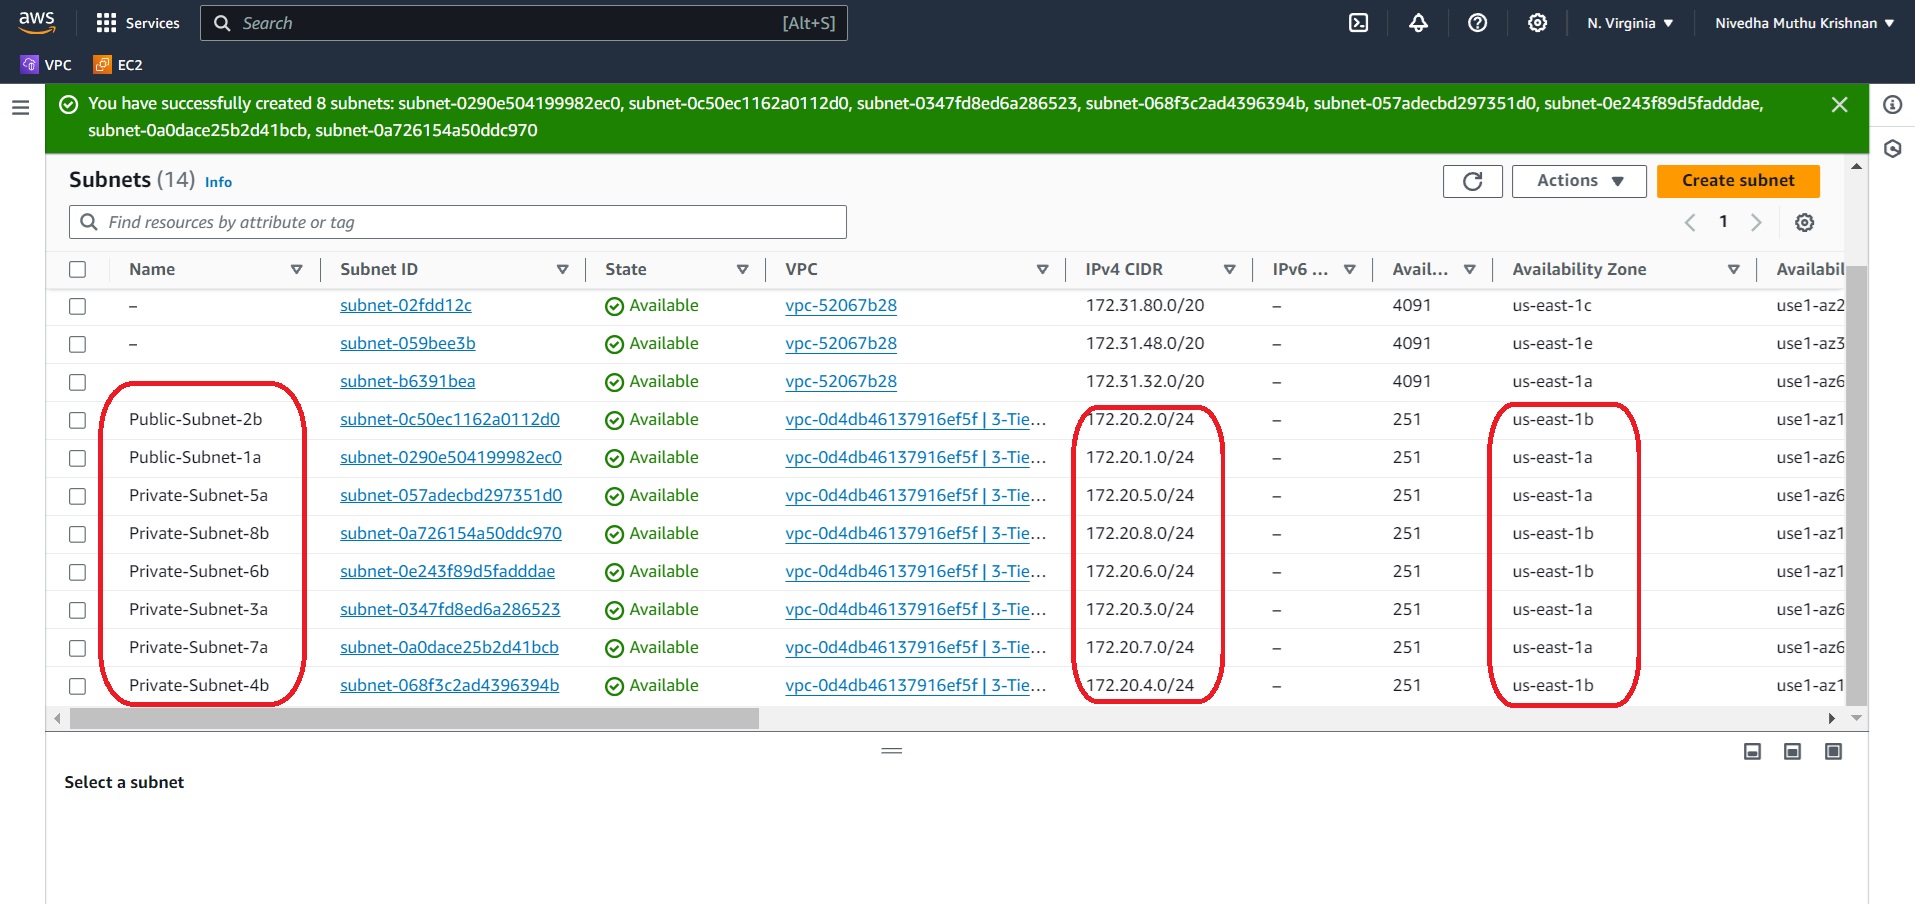 aws Services Search [Alt+S] N. Virginia ▼ Nivedha Muthu Krishnan ▼
VPC EC2
You have successfully created 8 subnets: subnet-0290e504199982ec0, subnet-0c50ec1162a0112d0, subnet-0347fd8ed6a286523, subnet-068f3c2ad4396394b, subnet-057adecbd297351d0, subnet-0e243f89d5fadddae,
subnet-0a0dace25b2d41bcb, subnet-0a726154a50ddc970
Subnets (14) Info Actions ▼ Create subnet
Find resources by attribute or tag 1
Name Subnet ID State VPC IPv4 CIDR IPv6 ... Avail... Availability Zone Availabil
– subnet-02fdd12c Available vpc-52067b28 172.31.80.0/20 – 4091 us-east-1c use1-az2
– subnet-059bee3b Available vpc-52067b28 172.31.48.0/20 – 4091 us-east-1e use1-az3
subnet-b6391bea Available vpc-52067b28 172.31.32.0/20 – 4091 us-east-1a use1-az6
Public-Subnet-2b subnet-0c50ec1162a0112d0 Available vpc-0d4db46137916ef5f | 3-Tie... 172.20.2.0/24 – 251 us-east-1b use1-az1
Public-Subnet-1a subnet-0290e504199982ec0 Available vpc-0d4db46137916ef5f | 3-Tie... 172.20.1.0/24 – 251 us-east-1a use1-az6
Private-Subnet-5a subnet-057adecbd297351d0 Available vpc-0d4db46137916ef5f | 3-Tie... 172.20.5.0/24 – 251 us-east-1a use1-az6
Private-Subnet-8b subnet-0a726154a50ddc970 Available vpc-0d4db46137916ef5f | 3-Tie... 172.20.8.0/24 – 251 us-east-1b use1-az1
Private-Subnet-6b subnet-0e243f89d5fadddae Available vpc-0d4db46137916ef5f | 3-Tie... 172.20.6.0/24 – 251 us-east-1b use1-az1
Private-Subnet-3a subnet-0347fd8ed6a286523 Available vpc-0d4db46137916ef5f | 3-Tie... 172.20.3.0/24 – 251 us-east-1a use1-az6
Private-Subnet-7a subnet-0a0dace25b2d41bcb Available vpc-0d4db46137916ef5f | 3-Tie... 172.20.7.0/24 – 251 us-east-1a use1-az6
Private-Subnet-4b subnet-068f3c2ad4396394b Available vpc-0d4db46137916ef5f | 3-Tie... 172.20.4.0/24 – 251 us-east-1b use1-az1
Select a subnet